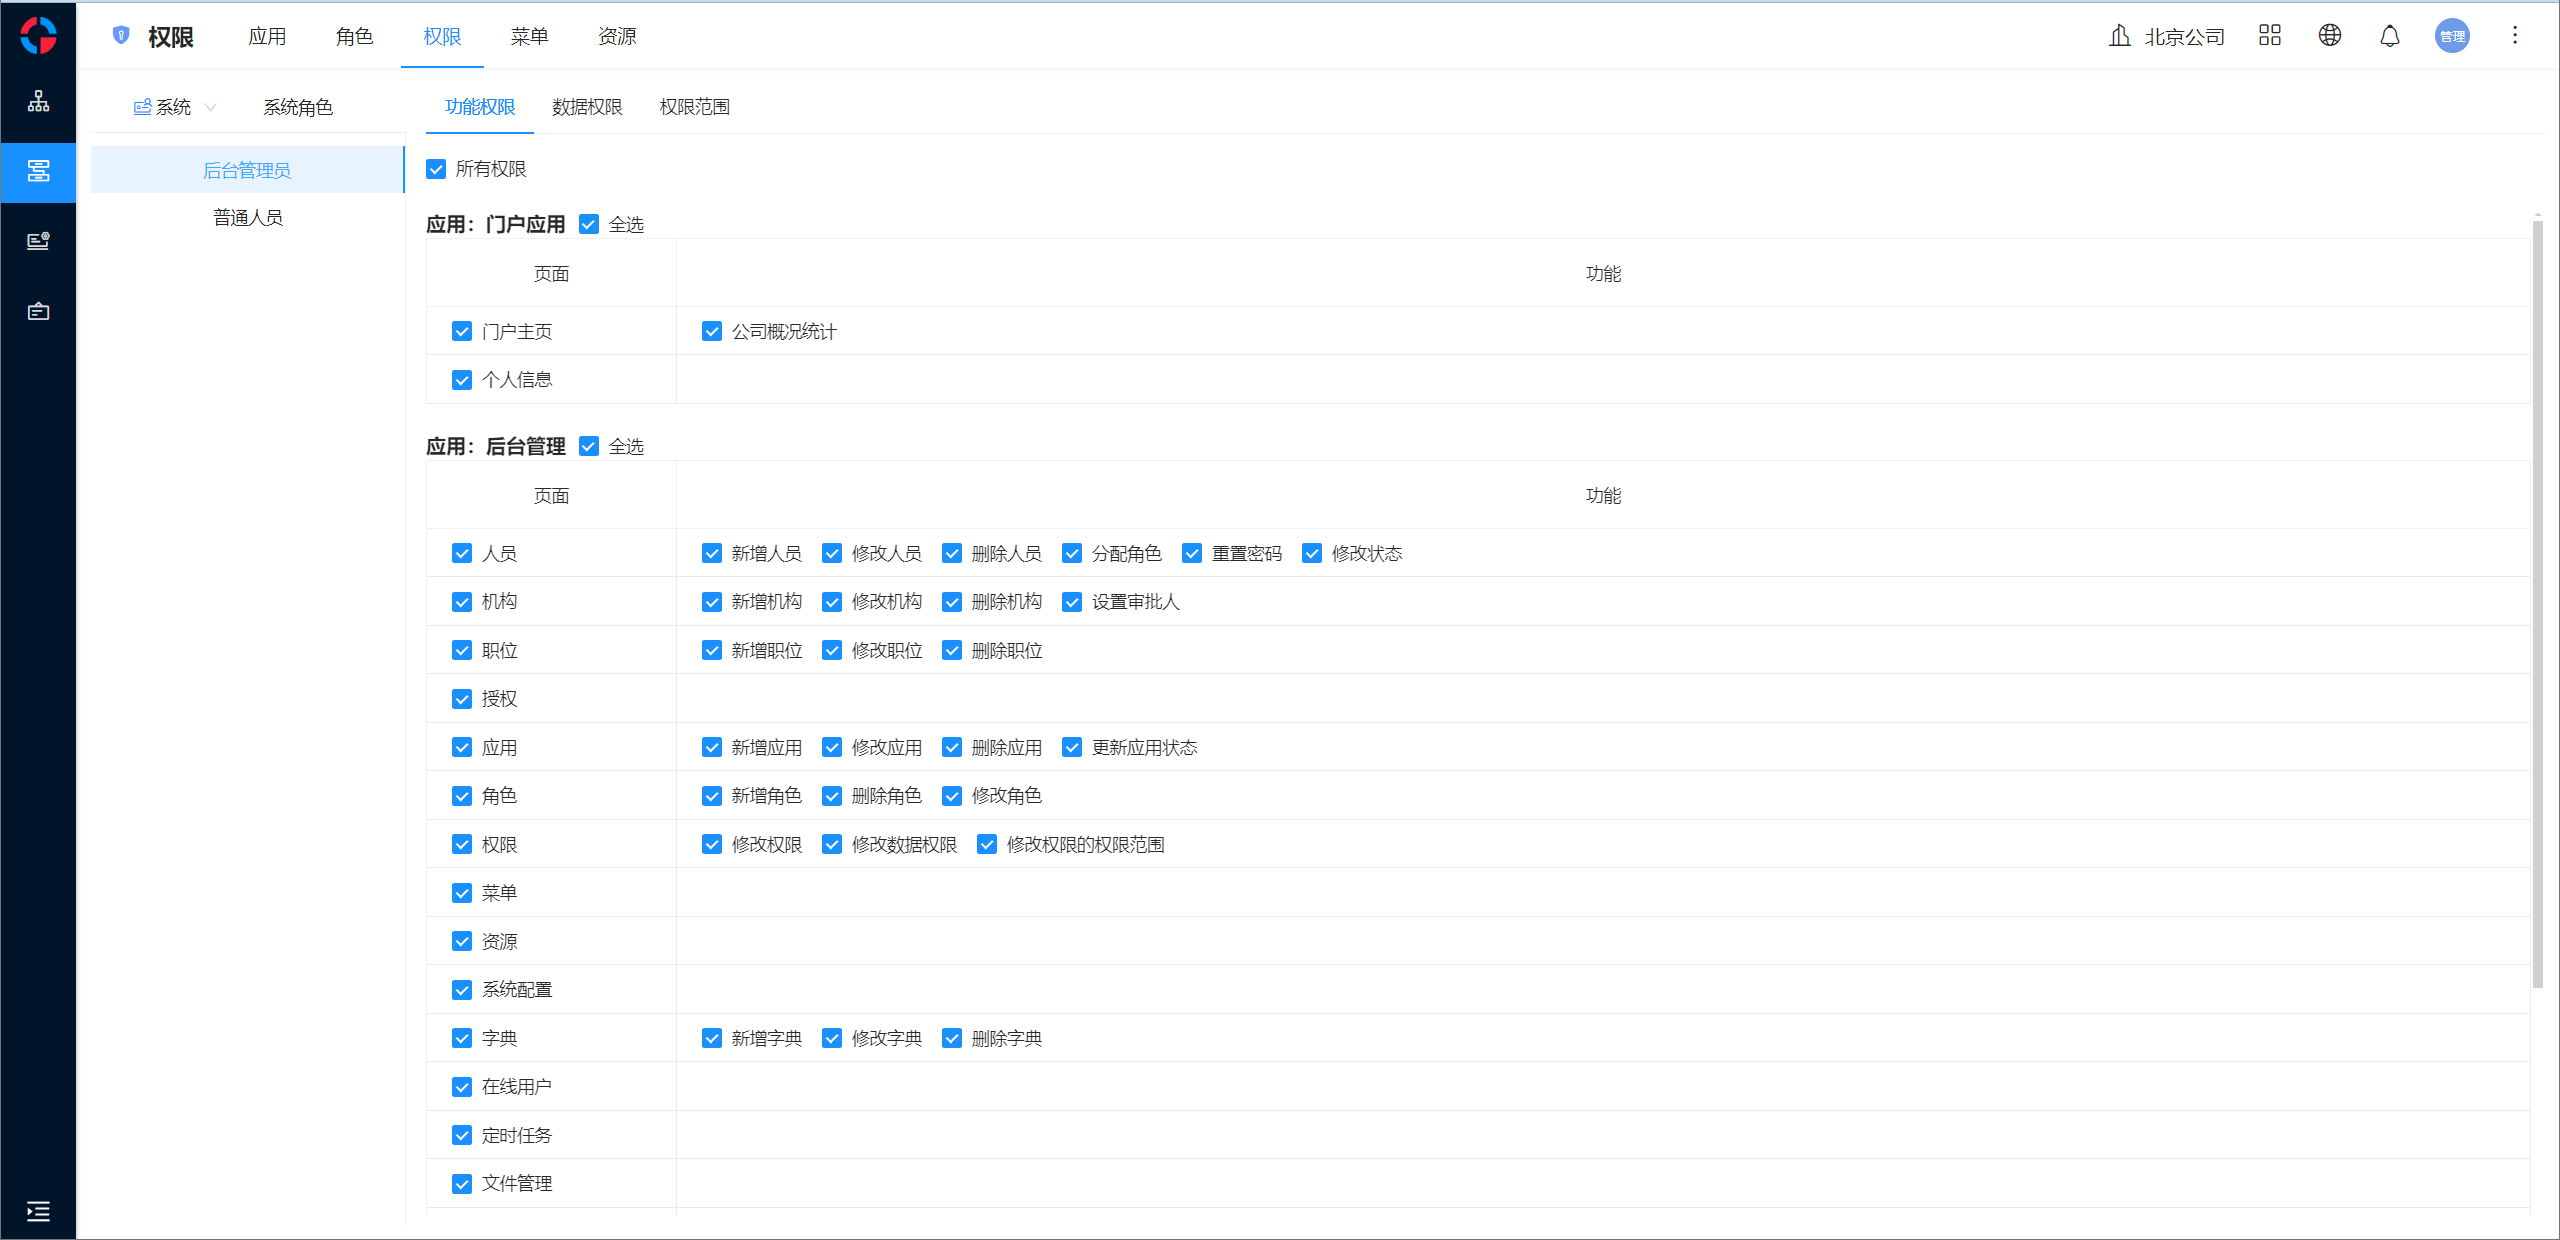 权限 应用 角色 权限 菜单 资源 北京公司 管理
系统 系统角色 功能权限 数据权限 权限范围
后台管理员
普通人员
所有权限
应用：门户应用 全选
页面 功能
门户主页 公司概况统计
个人信息
应用：后台管理 全选
页面 功能
人员 新增人员 修改人员 删除人员 分配角色 重置密码 修改状态
机构 新增机构 修改机构 删除机构 设置审批人
职位 新增职位 修改职位 删除职位
授权
应用 新增应用 修改应用 删除应用 更新应用状态
角色 新增角色 删除角色 修改角色
权限 修改权限 修改数据权限 修改权限的权限范围
菜单
资源
系统配置
字典 新增字典 修改字典 删除字典
在线用户
定时任务
文件管理